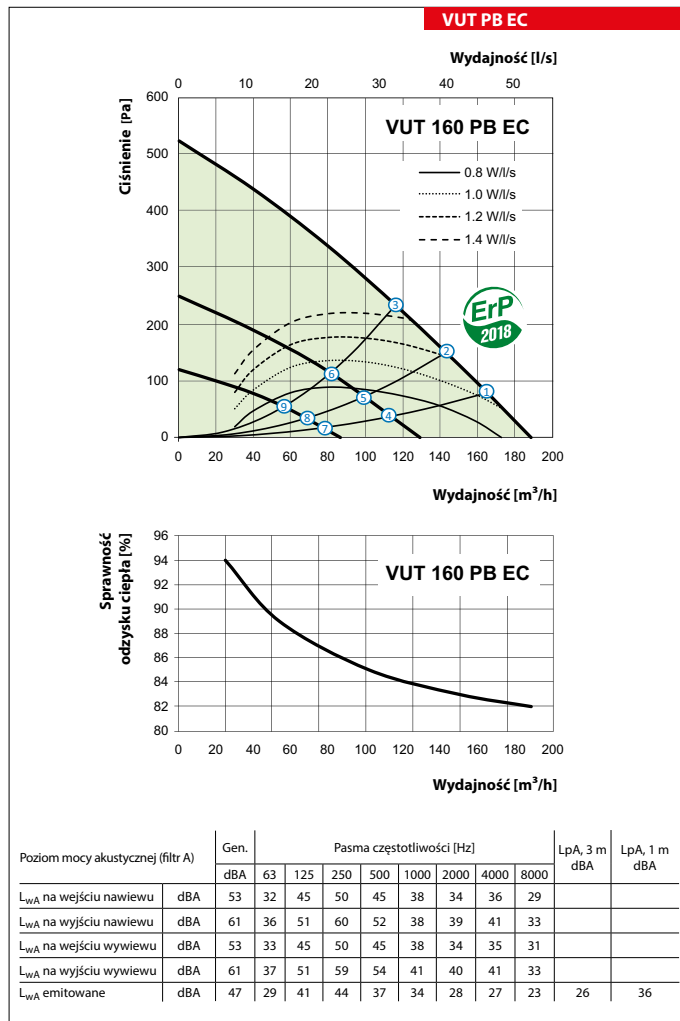 VUT PB EC
Wydajność [l/s]
0 10 20 30 40 50
Ciśnienie [Pa]
600
500
400
300
200
100
0
VUT 160 PB EC
0.8 W/l/s
1.0 W/l/s
1.2 W/l/s
1.4 W/l/s
ErP
2018
3
2
1
6
5
4
9
8
7
0 20 40 60 80 100 120 140 160 180 200
Wydajność [m³/h]
Sprawność
odzysku ciepła [%]
96
94
92
90
88
86
84
82
80
VUT 160 PB EC
0 20 40 60 80 100 120 140 160 180 200
Wydajność [m³/h]
Poziom mocy akustycznej (filtr A) Gen. Pasma częstotliwości [Hz] LpA, 3 m dBA LpA, 1 m dBA
dBA 63 125 250 500 1000 2000 4000 8000
LwA na wejściu nawiewu dBA 53 32 45 50 45 38 34 36 29
LwA na wyjściu nawiewu dBA 61 36 51 60 52 38 39 41 33
LwA na wejściu wywiewu dBA 53 33 45 50 45 38 34 35 31
LwA na wyjściu wywiewu dBA 61 37 51 59 54 41 40 41 33
LwA emitowane dBA 47 29 41 44 37 34 28 27 23 26 36